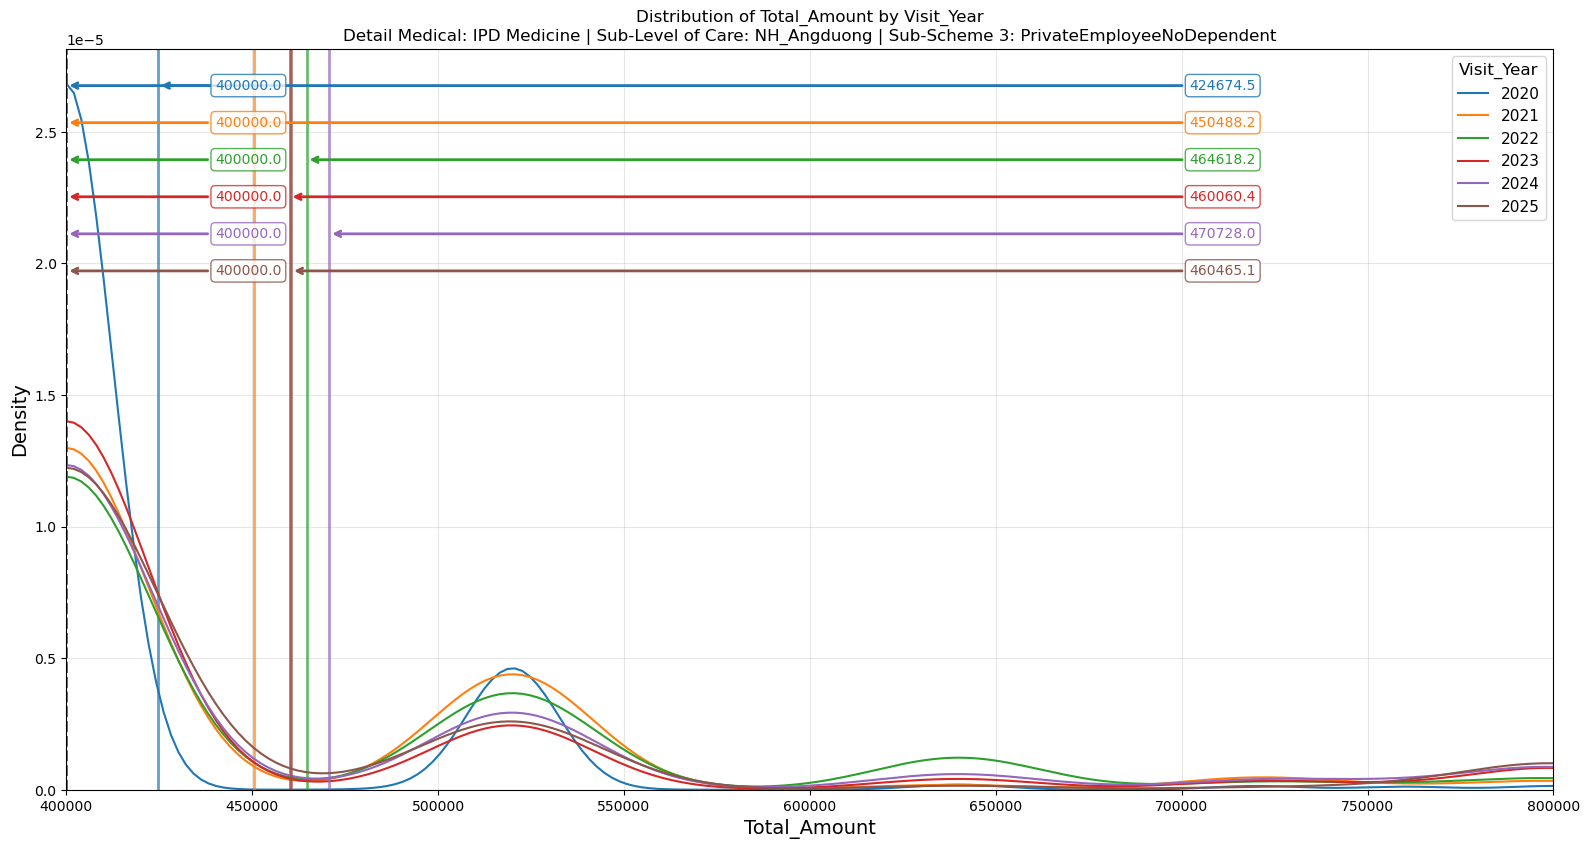 Distribution of Total_Amount by Visit_Year
Detail Medical: IPD Medicine | Sub-Level of Care: NH_Angduong | Sub-Scheme 3: PrivateEmployeeNoDependent
1e−5
Visit_Year
2020
2021
2022
2023
2024
2025
400000.0 424674.5
400000.0 450488.2
400000.0 464618.2
400000.0 460060.4
400000.0 470728.0
400000.0 460465.1
Density
2.5
2.0
1.5
1.0
0.5
0.0
400000 450000 500000 550000 600000 650000 700000 750000 800000
Total_Amount